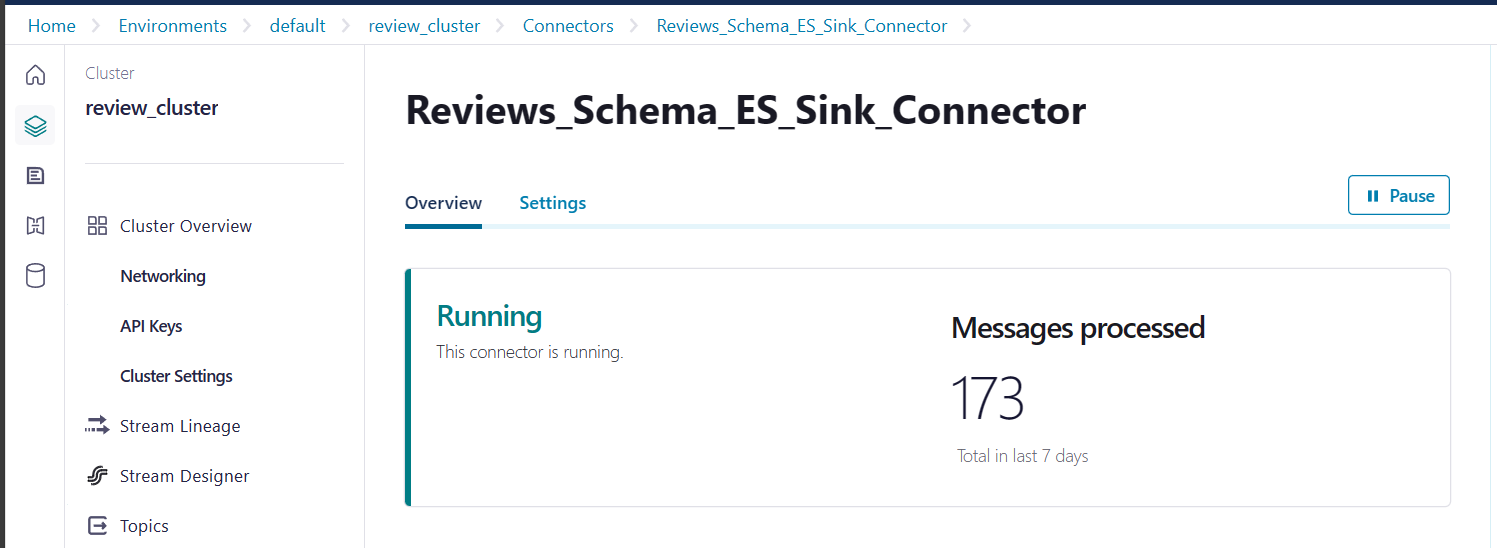 Home Environments default review_cluster Connectors Reviews_Schema_ES_Sink_Connector
Cluster
review_cluster
Cluster Overview
Networking
API Keys
Cluster Settings
Stream Lineage
Stream Designer
Topics
Reviews_Schema_ES_Sink_Connector
Overview Settings
Pause
Running
This connector is running.
Messages processed
173
Total in last 7 days